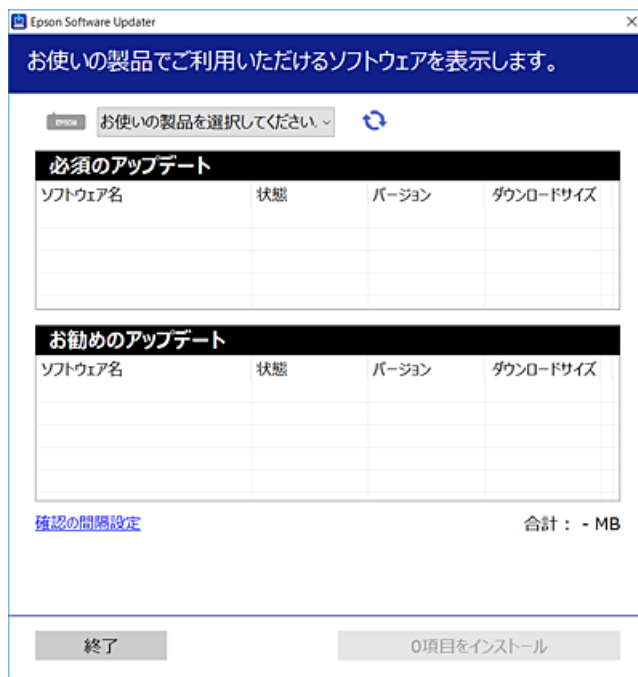 Epson Software Updater
お使いの製品でご利用いただけるソフトウェアを表示します。
EPSON お使いの製品を選択してください.
必須のアップデート
ソフトウェア名 状態 バージョン ダウンロードサイズ
お勧めのアップデート
ソフトウェア名 状態 バージョン ダウンロードサイズ
確認の間隔設定 合計： - MB
終了 0項目をインストール